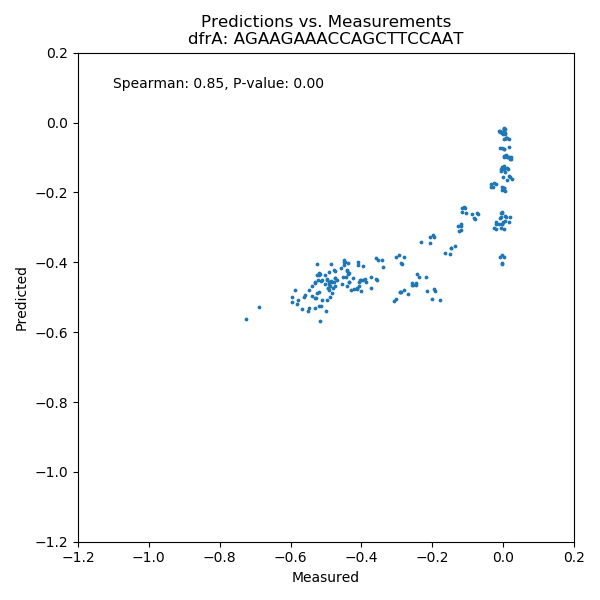 Predictions vs. Measurements
dfrA: AGAAGAAACCAGCTTCCAAT
0.2
Spearman: 0.85, P-value: 0.00
0.0
−0.2
−0.4
Predicted
−0.6
−0.8
−1.0
−1.2
−1.2 −1.0 −0.8 −0.6 −0.4 −0.2 0.0 0.2
Measured